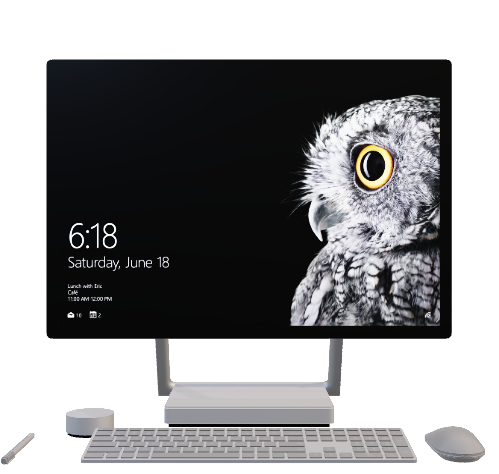 6:18
Saturday, June 18
Lunch with Eric
Café
11:00 AM-12:00 PM
10 2